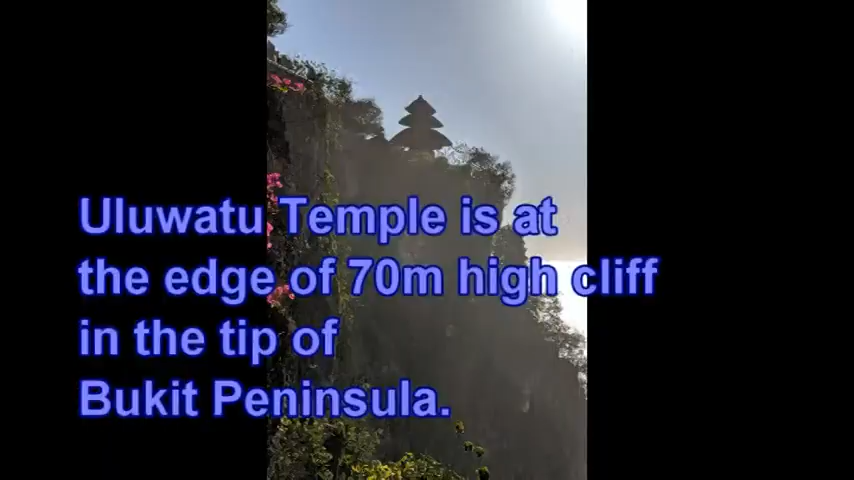 Uluwatu Temple is at
the edge of 70m high cliff
in the tip of
Bukit Peninsula.